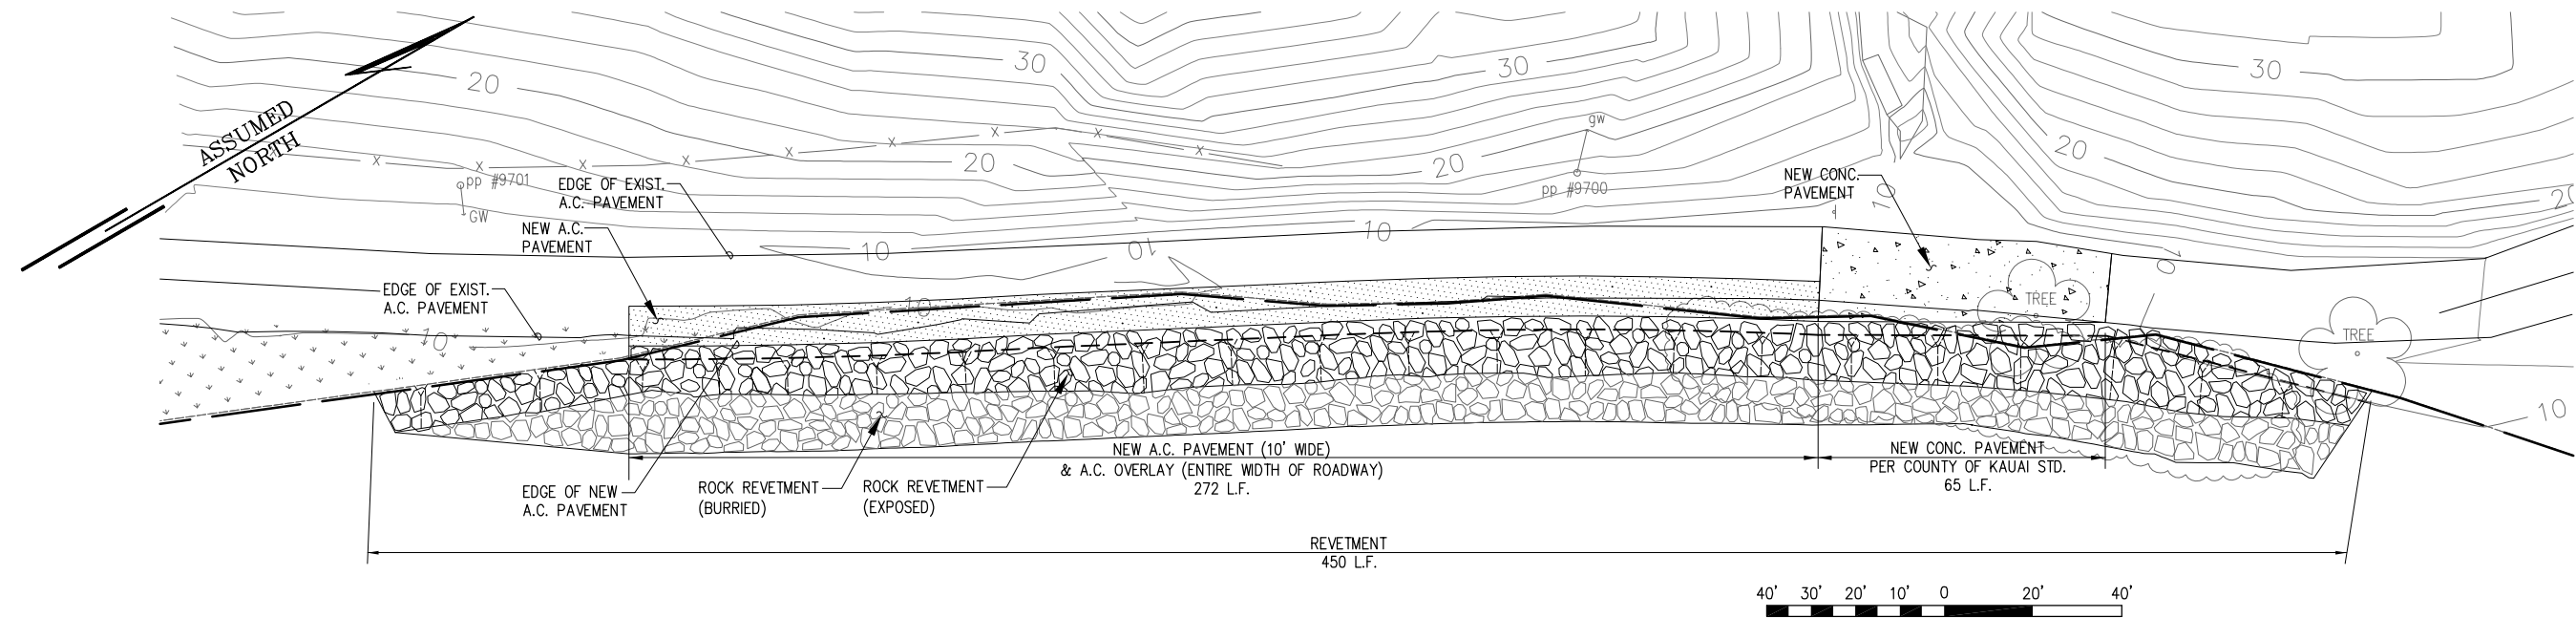 30
30
30
20
ASSUMED
NORTH
gw
20
20
20
20
pp #9701
EDGE OF EXIST.
A.C. PAVEMENT
pp #9700
NEW CONC.
PAVEMENT
10
GW
NEW A.C.
PAVEMENT
10
10
10
EDGE OF EXIST.
A.C. PAVEMENT
TREE
10
10
TREE
10
NEW A.C. PAVEMENT (10' WIDE)
& A.C. OVERLAY (ENTIRE WIDTH OF ROADWAY)
272 L.F.
NEW CONC. PAVEMENT
PER COUNTY OF KAUAI STD.
65 L.F.
EDGE OF NEW
A.C. PAVEMENT
ROCK REVETMENT
(BURRIED)
ROCK REVETMENT
(EXPOSED)
REVETMENT
450 L.F.
40' 30' 20' 10' 0 20' 40'